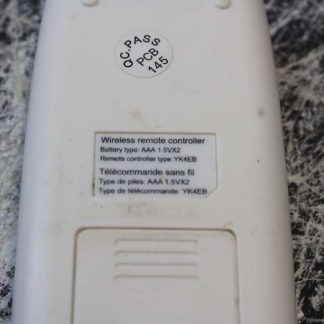 QC.PASS
PCB
145
Wireless remote controller
Battery type: AAA 1.5VX2
Remote controller type: YK4EB
Télécommande sans fil
Type de piles: AAA 1.5VX2
Type de télécommande: YK4EB